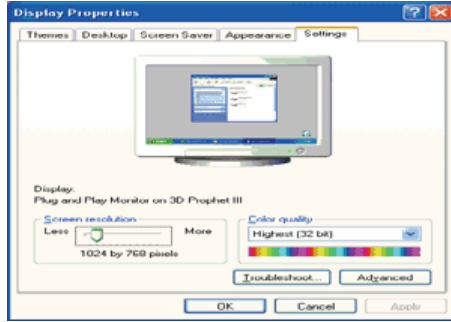 Display Properties
Themes Desktop Screen Saver Appearance Settings
Display:
Plug and Play Monitor on 3D Prophet III
Screen resolution
Less More
1024 by 768 pixels
Color quality
Highest (32 bit)
Troubleshoot... Advanced
OK Cancel Apply